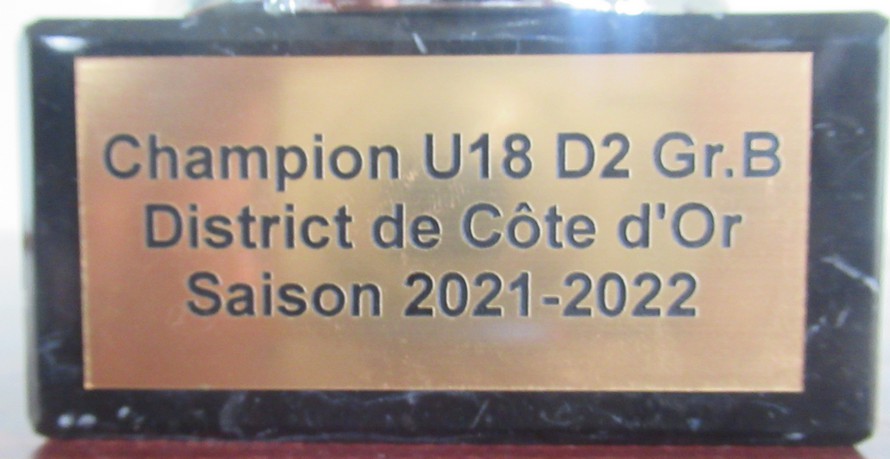 Champion U18 D2 Gr.B
District de Côte d'Or
Saison 2021-2022